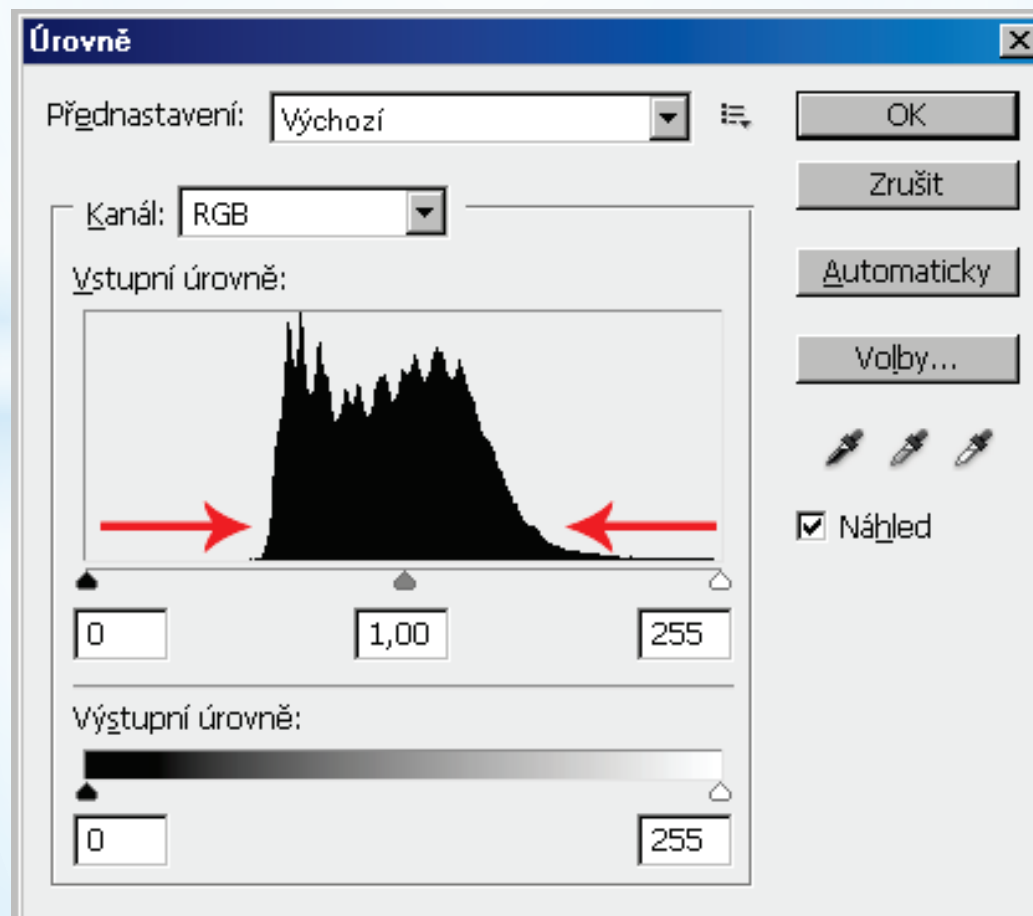 Úrovně
Přednastavení: Výchozí
OK
Zrušit
Kanál: RGB
Automaticky
Vstupní úrovně:
Volby...
Náhled
0 1,00 255
Výstupní úrovně:
0 255